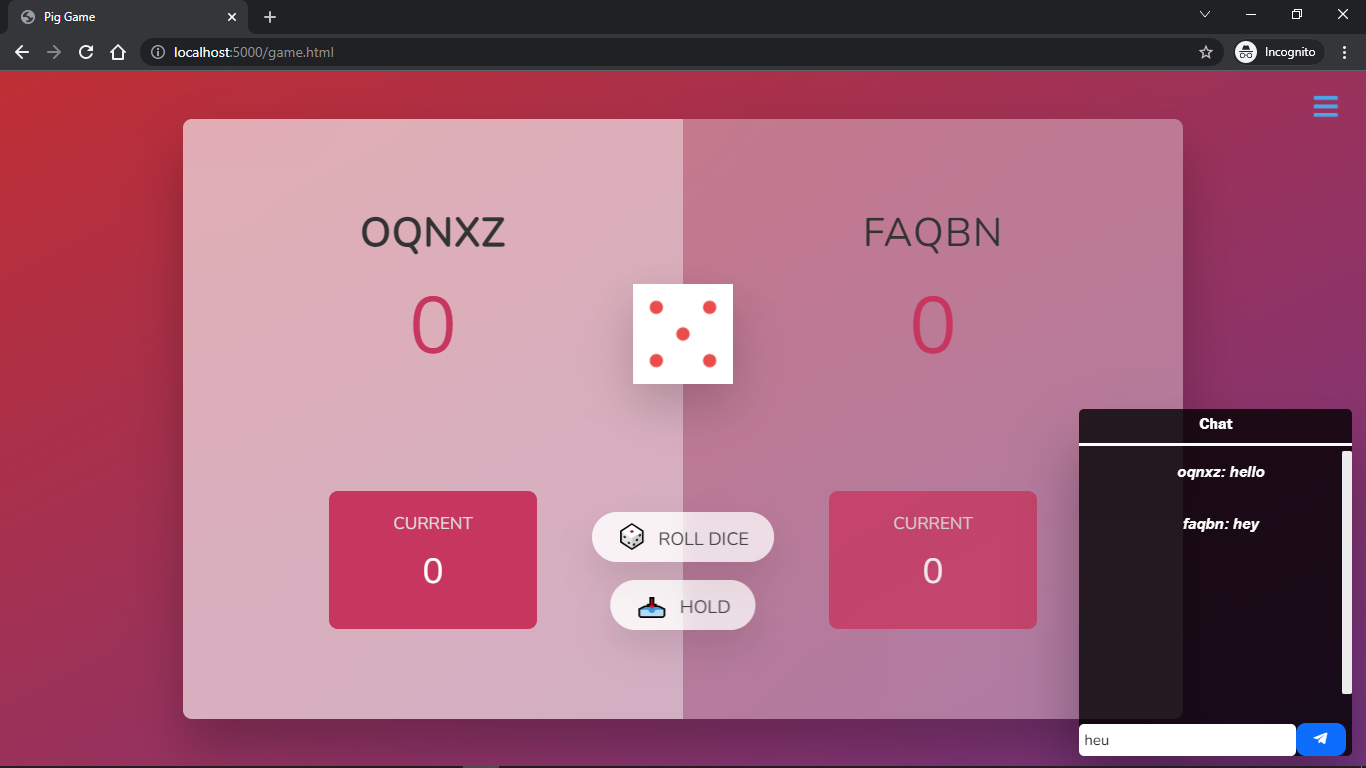 Pig Game
localhost:5000/game.html
Incognito
OQNXZ
FAQBN
0
0
Chat
oqnxz: hello
faqbn: hey
CURRENT
0
ROLL DICE
HOLD
CURRENT
0
heu